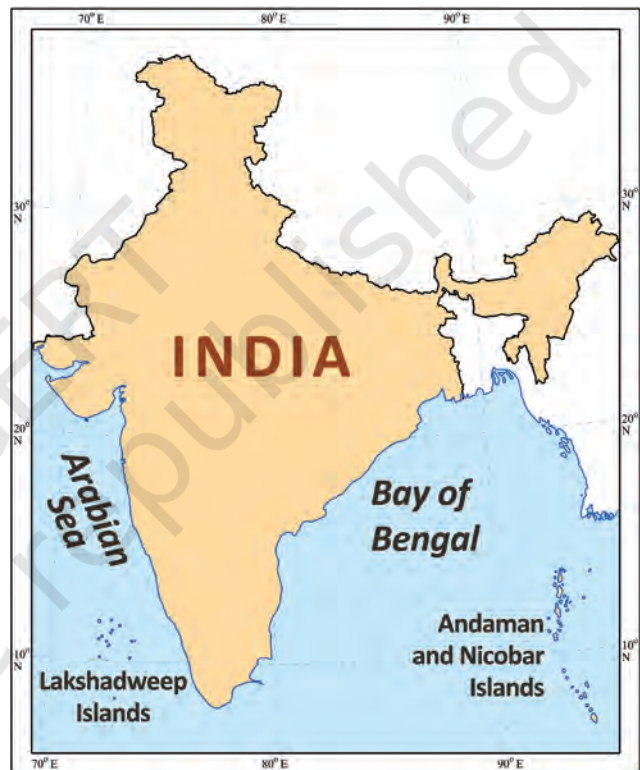 70° E 80° E 90° E
30°
N
30°
N
INDIA
20°
N
20°
N
Arabian
Sea
Bay of
Bengal
10°
N
10°
N
Andaman
and Nicobar
Islands
Lakshadweep
Islands
70° E 80° E 90° E
republished